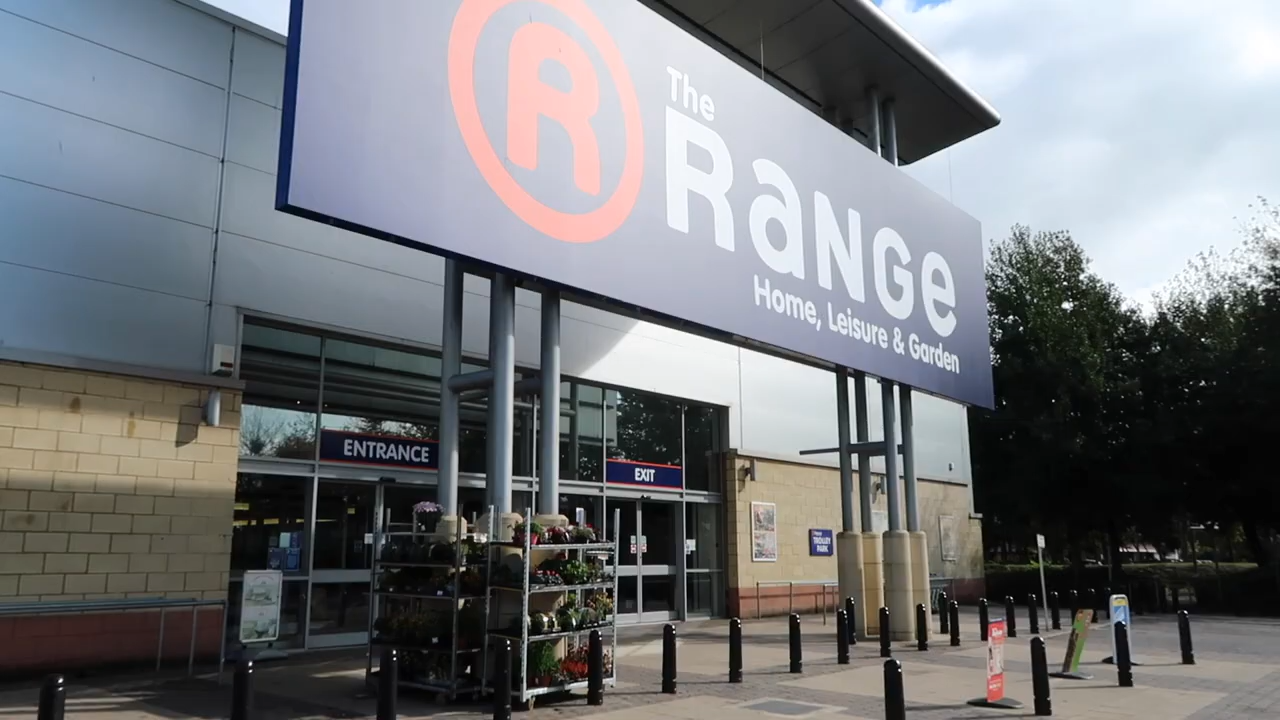 R
The
Range
Home, Leisure & Garden
ENTRANCE
EXIT
TROLLEY
PARK